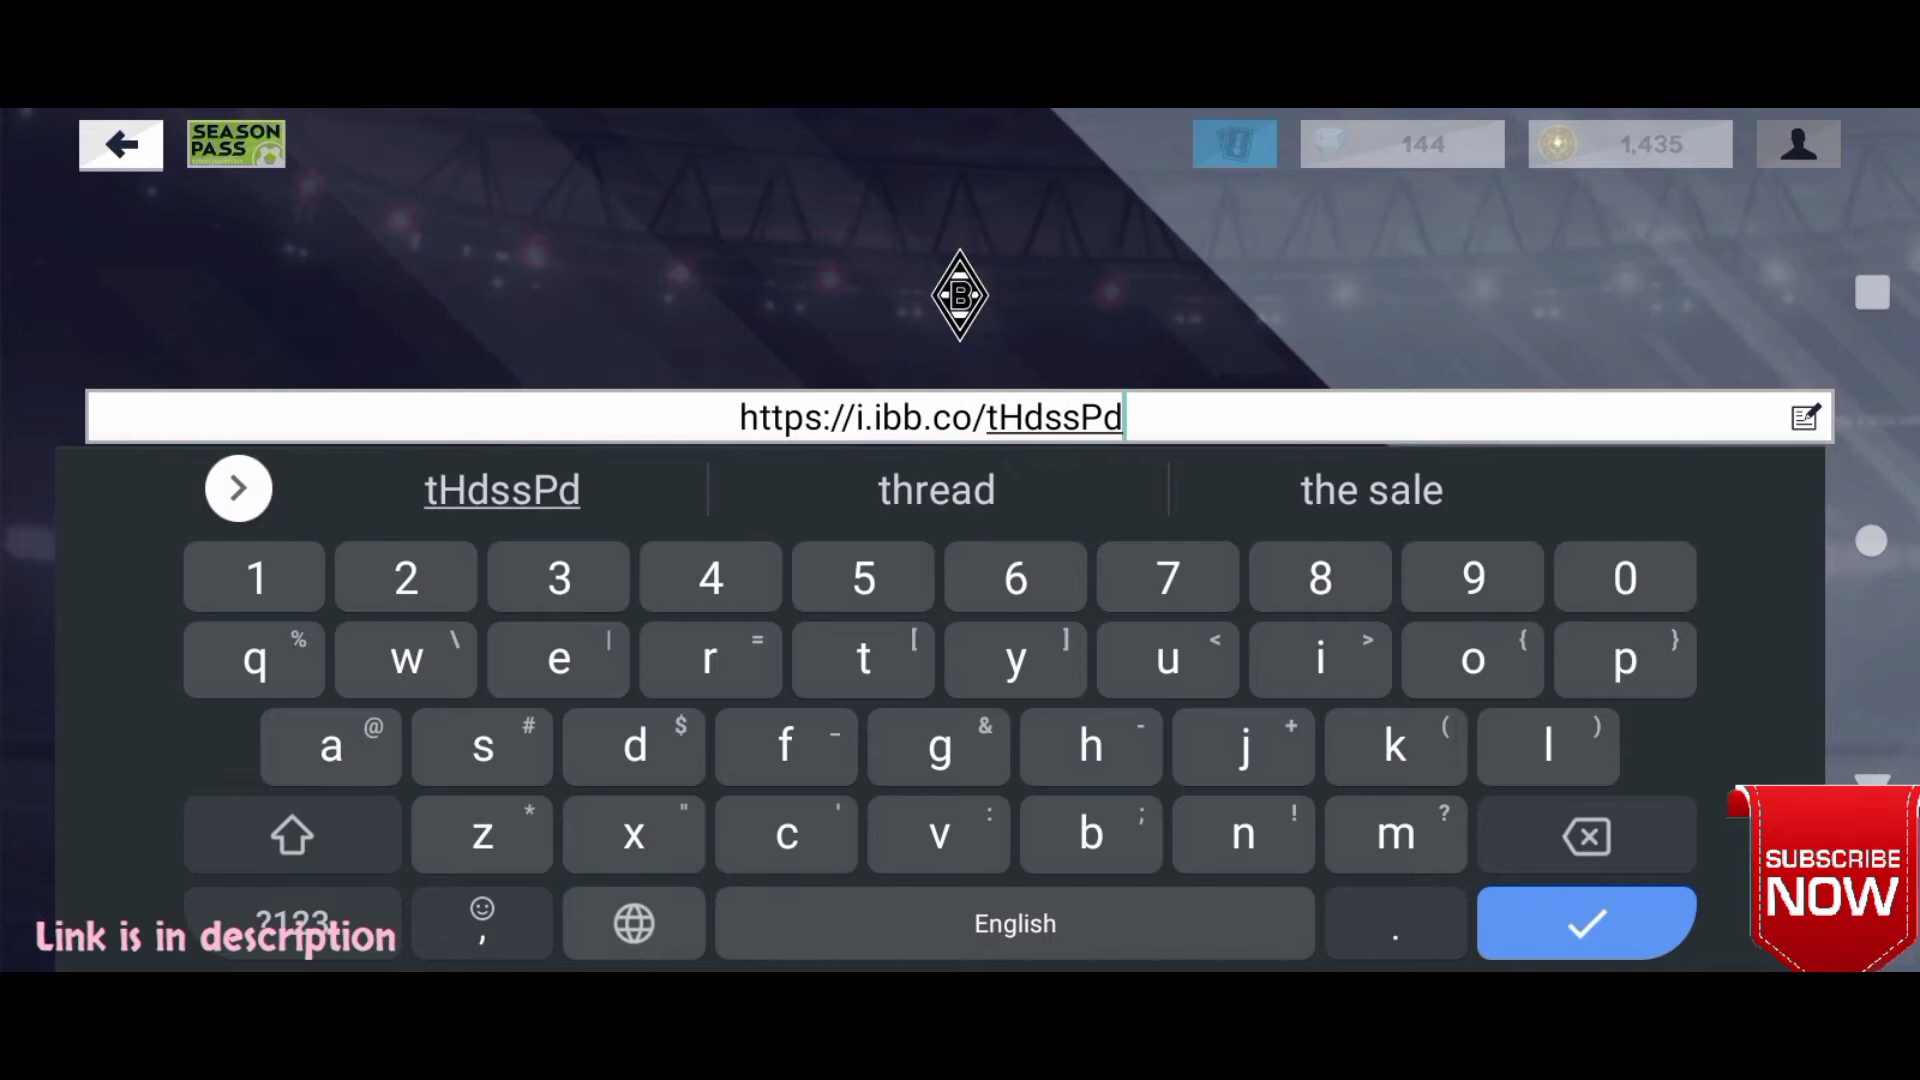 SEASON
PASS
144
1,435
B
https://i.ibb.co/tHdssPd
tHdssPd
thread
the sale
1 2 3 4 5 6 7 8 9 0
q % w \ e | r = t [ y ] u < i > o { p }
a @ s # d $ f _ g & h - j + k ( l )
z * x " c ' v : b ; n ! m ?
?123 , English .
Link is in description
SUBSCRIBE
NOW